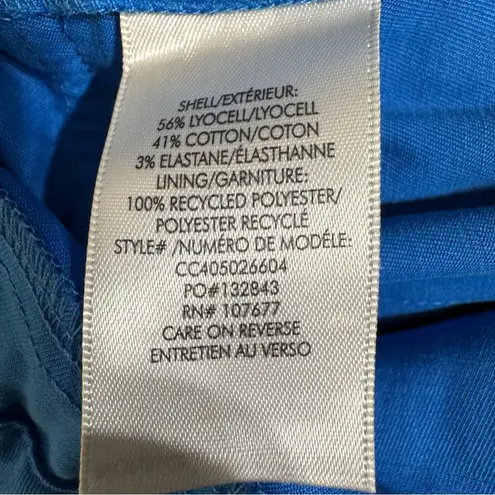 SHELL/EXTÉRIEUR:
56% LYOCELL/LYOCELL
41% COTTON/COTON
3% ELASTANE/ÉLASTHANNE
LINING/GARNITURE:
100% RECYCLED POLYESTER/
POLYESTER RECYCLÉ
STYLE# /NUMÉRO DE MODÉLE:
CC405026604
PO#132843
RN# 107677
CARE ON REVERSE
ENTRETIEN AU VERSO